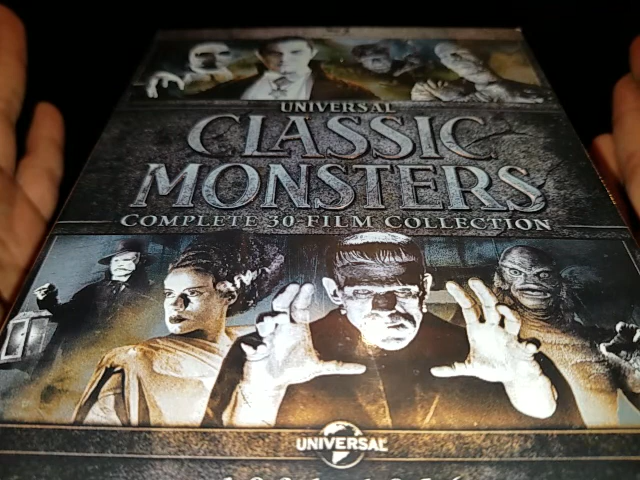 UNIVERSAL
CLASSIC
MONSTERS
COMPLETE 30-FILM COLLECTION
UNIVERSAL